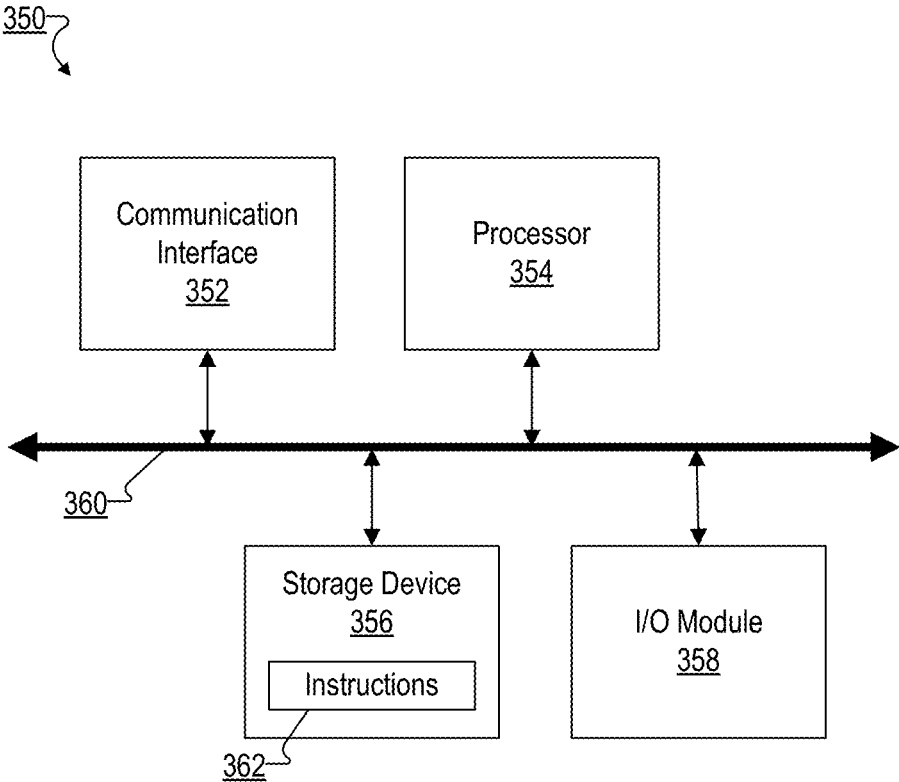 350
Communication
Interface
352
Processor
354
360
Storage Device
356
Instructions
362
I/O Module
358